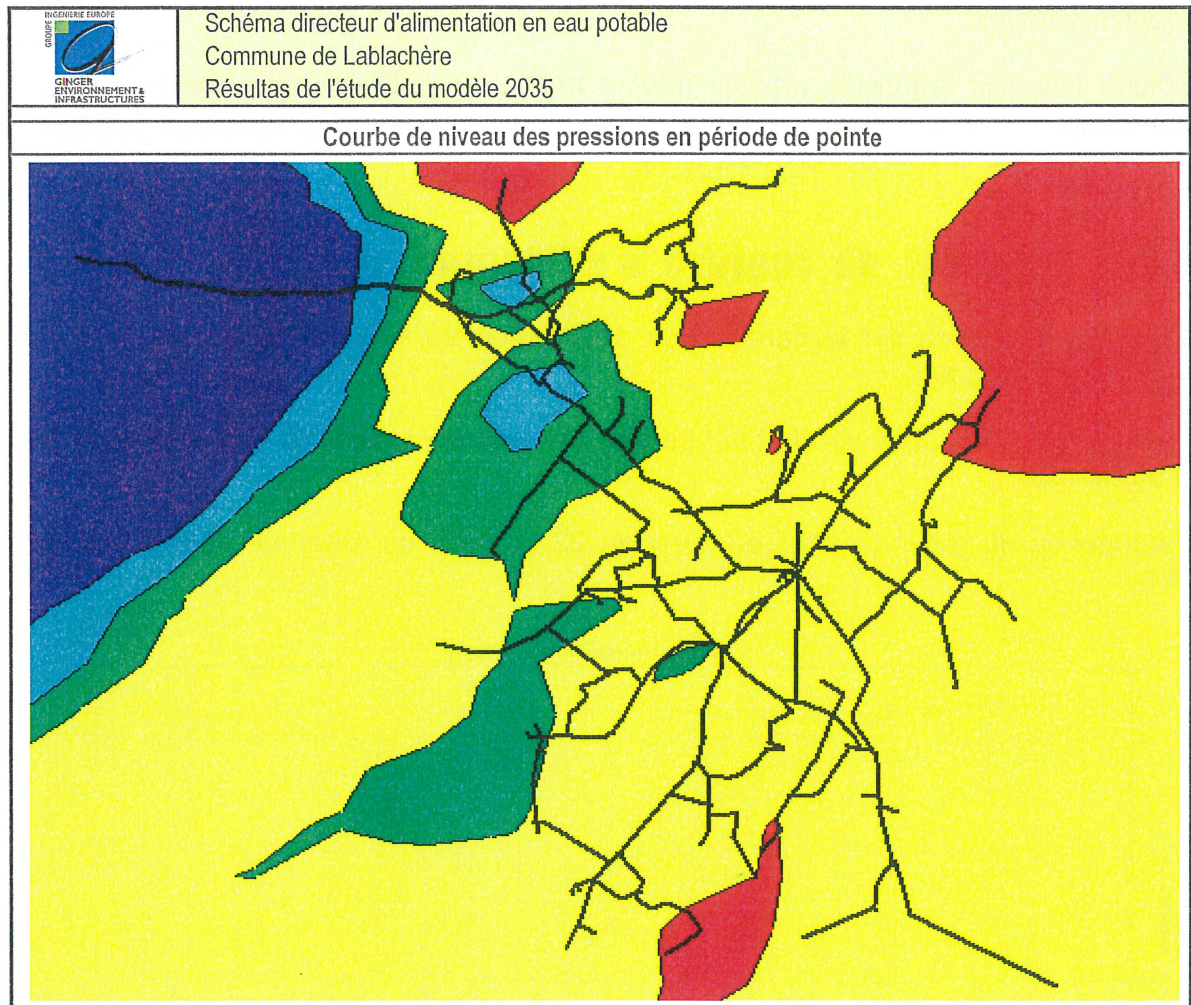 INGENIERIE EUROPE
GROUPE
GINGER
ENVIRONNEMENT &
INFRASTRUCTURES
Schéma directeur d'alimentation en eau potable
Commune de Lablachère
Résultas de l'étude du modèle 2035
Courbe de niveau des pressions en période de pointe